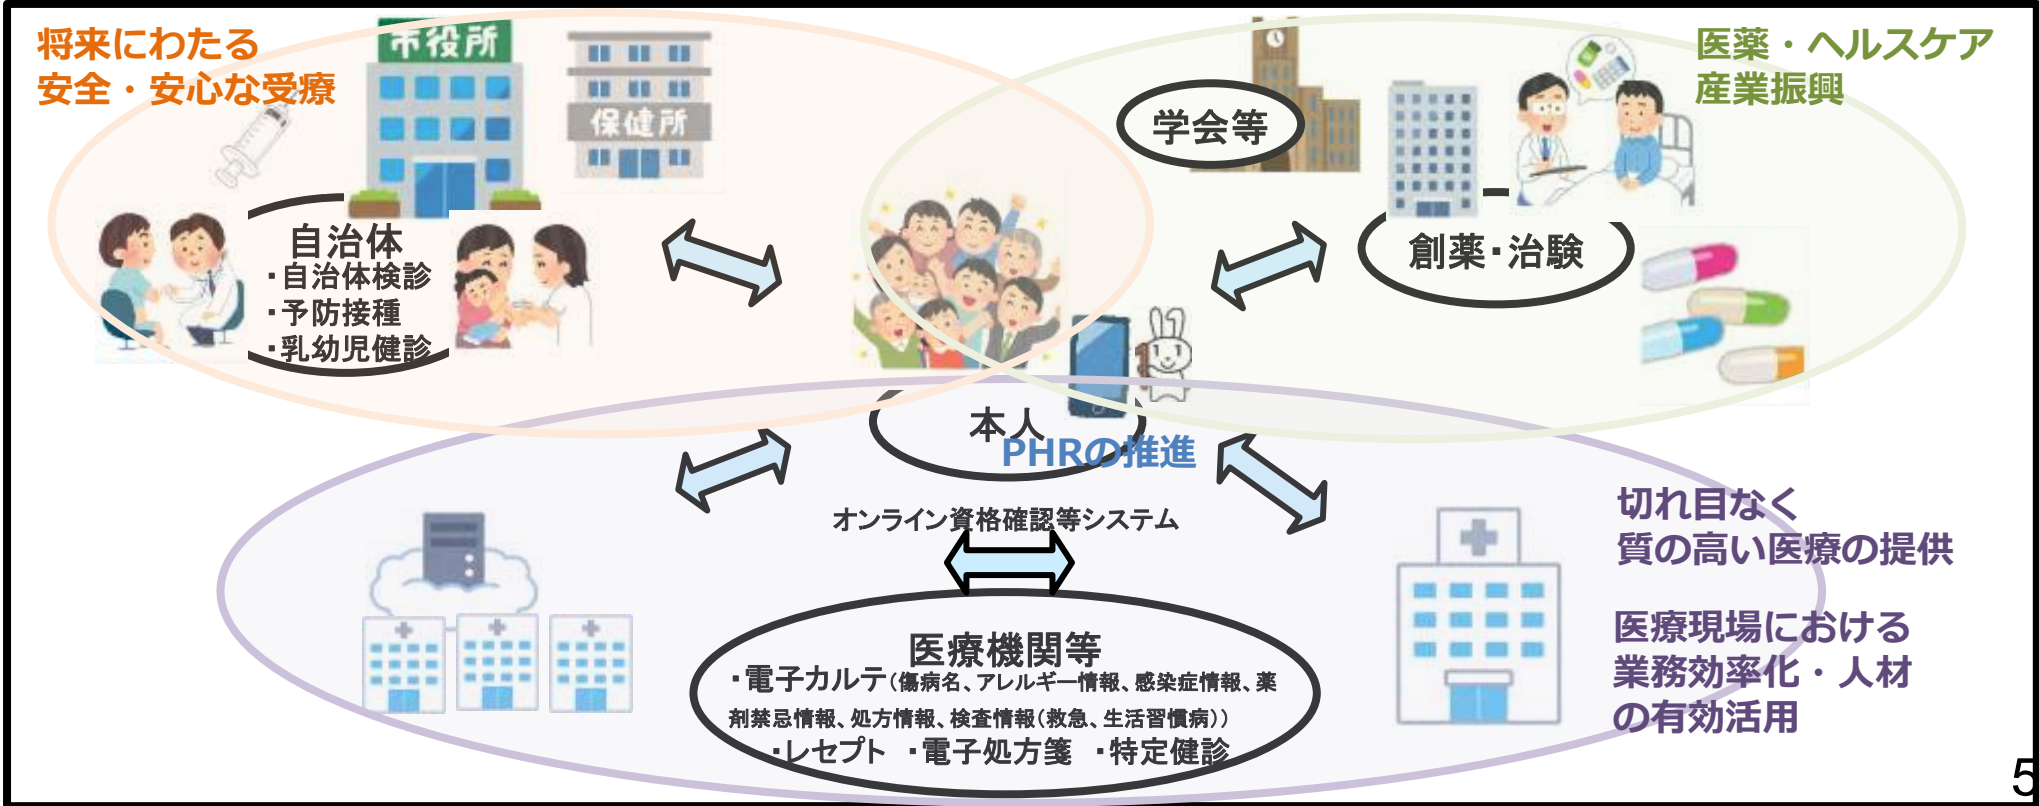 将来にわたる
安全・安心な受療
市役所
保健所
医薬・ヘルスケア
産業振興
学会等
創薬・治験
自治体
・自治体検診
・予防接種
・乳幼児健診
本人
PHRの推進
オンライン資格確認等システム
医療機関等
・電子カルテ（傷病名、アレルギー情報、感染症情報、薬
剤禁忌情報、処方情報、検査情報（救急、生活習慣病））
・レセプト ・電子処方箋 ・特定健診
切れ目なく
質の高い医療の提供
医療現場における
業務効率化・人材
の有効活用
5